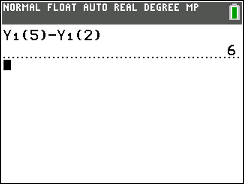 NORMAL FLOAT AUTO REAL DEGREE MP
Y₁(5)-Y₁(2)
6